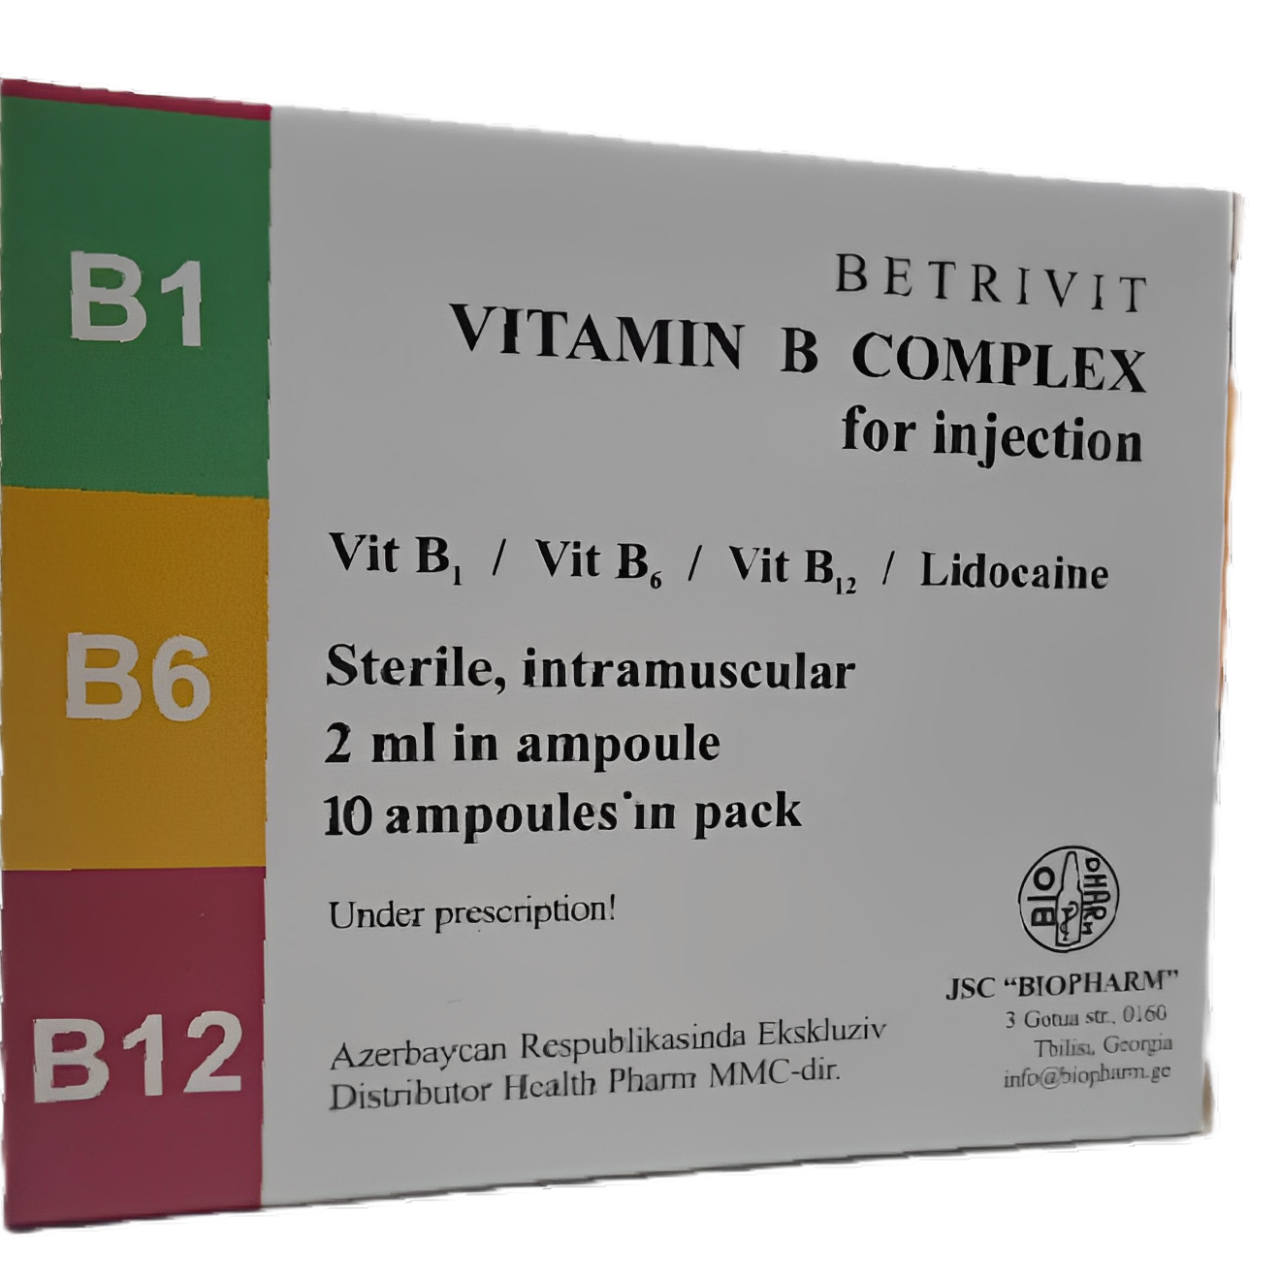 B1
B6
B12
BETRIVIT
VITAMIN B COMPLEX
for injection
Vit B₁ / Vit B₆ / Vit B₁₂ / Lidocaine
Sterile, intramuscular
2 ml in ampoule
10 ampoules in pack
Under prescription!
Azerbaycan Respublikasinda Ekskluziv
Distributor Health Pharm MMC-dir.
BIO
PHARM
JSC “BIOPHARM”
3 Gotua str., 0160
Tbilisi, Georgia
info@biopharm.ge